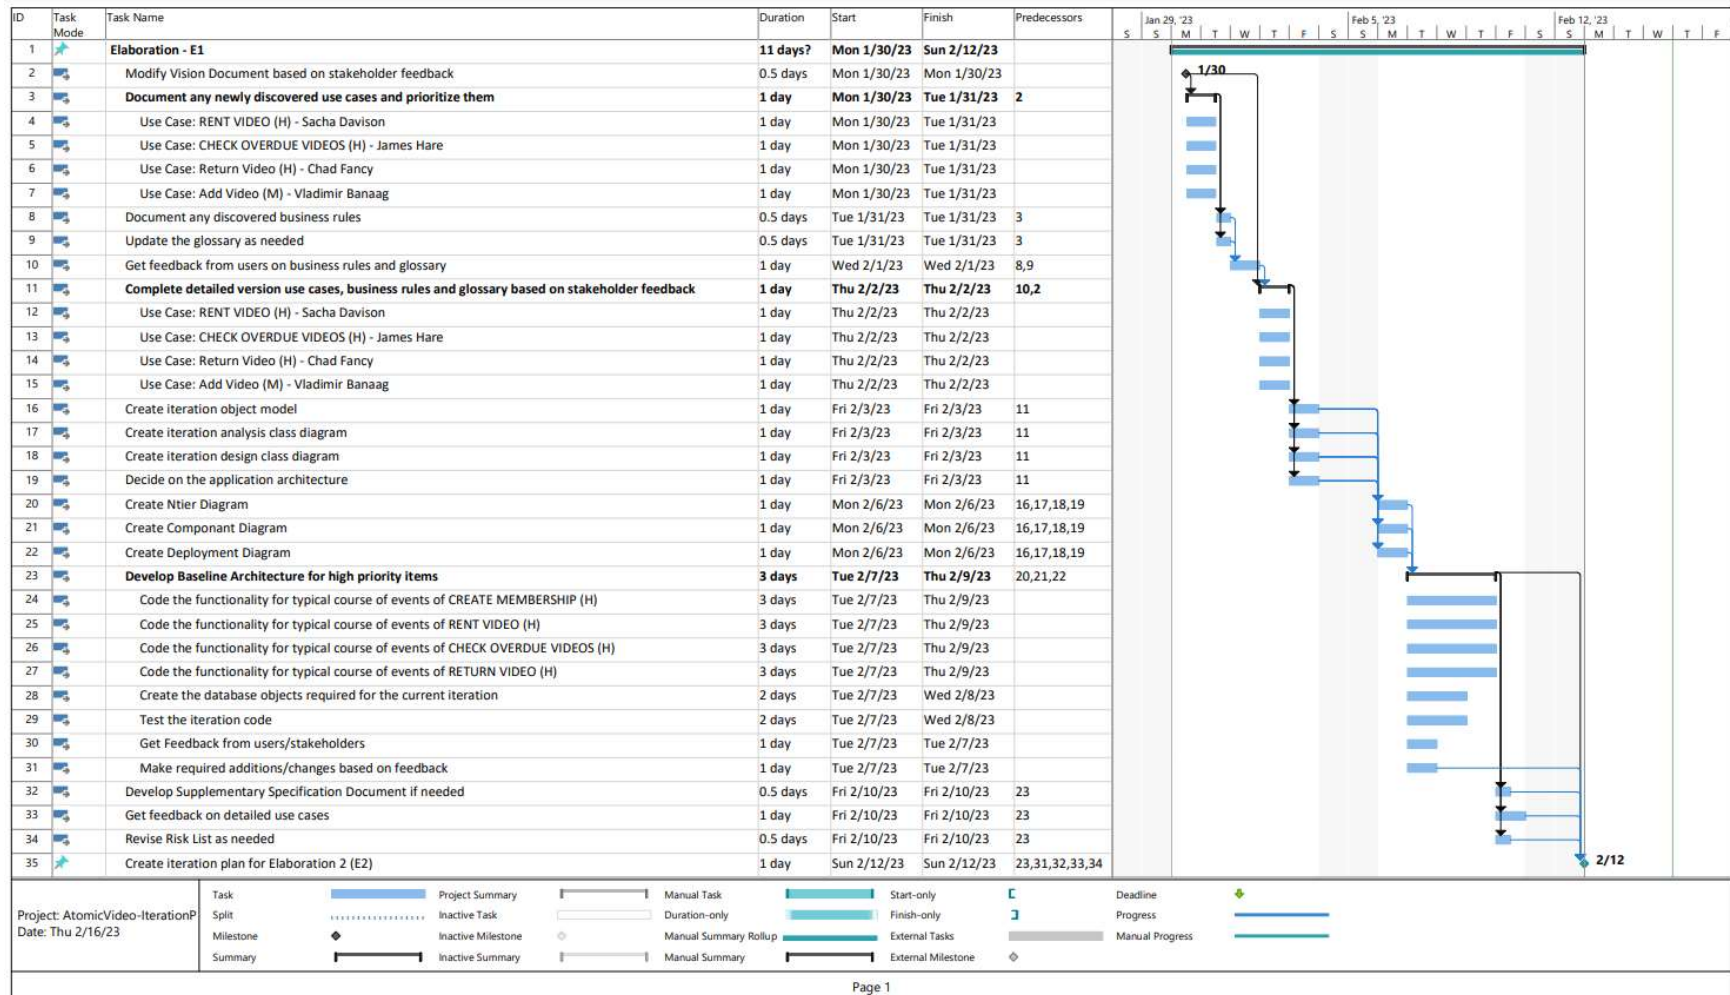 ID Task Mode Task Name Duration Start Finish Predecessors Jan 29, '23 Feb 5, '23 Feb 12, '23
S S M T W T F S S M T W T F S S M T W T F
1 Elaboration - E1 11 days? Mon 1/30/23 Sun 2/12/23
2 Modify Vision Document based on stakeholder feedback 0.5 days Mon 1/30/23 Mon 1/30/23 1/30
3 Document any newly discovered use cases and prioritize them 1 day Mon 1/30/23 Tue 1/31/23 2
4 Use Case: RENT VIDEO (H) - Sacha Davison 1 day Mon 1/30/23 Tue 1/31/23
5 Use Case: CHECK OVERDUE VIDEOS (H) - James Hare 1 day Mon 1/30/23 Tue 1/31/23
6 Use Case: Return Video (H) - Chad Fancy 1 day Mon 1/30/23 Tue 1/31/23
7 Use Case: Add Video (M) - Vladimir Banaag 1 day Mon 1/30/23 Tue 1/31/23
8 Document any discovered business rules 0.5 days Tue 1/31/23 Tue 1/31/23 3
9 Update the glossary as needed 0.5 days Tue 1/31/23 Tue 1/31/23 3
10 Get feedback from users on business rules and glossary 1 day Wed 2/1/23 Wed 2/1/23 8,9
11 Complete detailed version use cases, business rules and glossary based on stakeholder feedback 1 day Thu 2/2/23 Thu 2/2/23 10,2
12 Use Case: RENT VIDEO (H) - Sacha Davison 1 day Thu 2/2/23 Thu 2/2/23
13 Use Case: CHECK OVERDUE VIDEOS (H) - James Hare 1 day Thu 2/2/23 Thu 2/2/23
14 Use Case: Return Video (H) - Chad Fancy 1 day Thu 2/2/23 Thu 2/2/23
15 Use Case: Add Video (M) - Vladimir Banaag 1 day Thu 2/2/23 Thu 2/2/23
16 Create iteration object model 1 day Fri 2/3/23 Fri 2/3/23 11
17 Create iteration analysis class diagram 1 day Fri 2/3/23 Fri 2/3/23 11
18 Create iteration design class diagram 1 day Fri 2/3/23 Fri 2/3/23 11
19 Decide on the application architecture 1 day Fri 2/3/23 Fri 2/3/23 11
20 Create Ntier Diagram 1 day Mon 2/6/23 Mon 2/6/23 16,17,18,19
21 Create Componant Diagram 1 day Mon 2/6/23 Mon 2/6/23 16,17,18,19
22 Create Deployment Diagram 1 day Mon 2/6/23 Mon 2/6/23 16,17,18,19
23 Develop Baseline Architecture for high priority items 3 days Tue 2/7/23 Thu 2/9/23 20,21,22
24 Code the functionality for typical course of events of CREATE MEMBERSHIP (H) 3 days Tue 2/7/23 Thu 2/9/23
25 Code the functionality for typical course of events of RENT VIDEO (H) 3 days Tue 2/7/23 Thu 2/9/23
26 Code the functionality for typical course of events of CHECK OVERDUE VIDEOS (H) 3 days Tue 2/7/23 Thu 2/9/23
27 Code the functionality for typical course of events of RETURN VIDEO (H) 3 days Tue 2/7/23 Thu 2/9/23
28 Create the database objects required for the current iteration 2 days Tue 2/7/23 Wed 2/8/23
29 Test the iteration code 2 days Tue 2/7/23 Wed 2/8/23
30 Get Feedback from users/stakeholders 1 day Tue 2/7/23 Tue 2/7/23
31 Make required additions/changes based on feedback 1 day Tue 2/7/23 Tue 2/7/23
32 Develop Supplementary Specification Document if needed 0.5 days Fri 2/10/23 Fri 2/10/23 23
33 Get feedback on detailed use cases 1 day Fri 2/10/23 Fri 2/10/23 23
34 Revise Risk List as needed 0.5 days Fri 2/10/23 Fri 2/10/23 23
35 Create iteration plan for Elaboration 2 (E2) 1 day Sun 2/12/23 Sun 2/12/23 23,31,32,33,34 2/12
Project: AtomicVideo-IterationP
Date: Thu 2/16/23
Task Project Summary Manual Task Start-only Deadline
Split Inactive Task Duration-only Finish-only Progress
Milestone Inactive Milestone Manual Summary Rollup External Tasks Manual Progress
Summary Inactive Summary Manual Summary External Milestone
Page 1